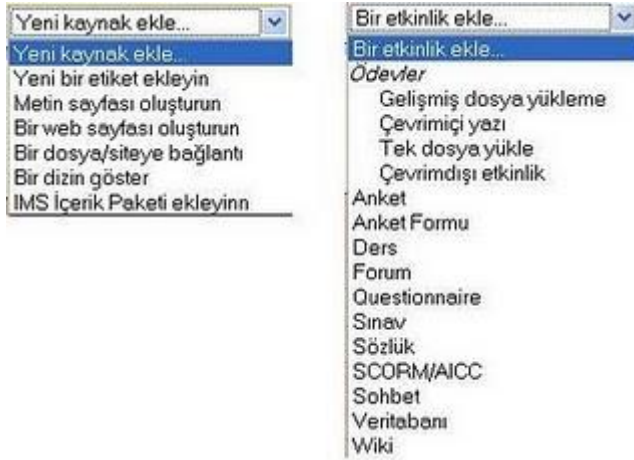 Yeni kaynak ekle...
Yeni kaynak ekle...
Yeni bir etiket ekleyin
Metin sayfası oluşturun
Bir web sayfası oluşturun
Bir dosya/siteye bağlantı
Bir dizin göster
IMS İçerik Paketi ekleyinn
Bir etkinlik ekle...
Bir etkinlik ekle...
Ödevler
Gelişmiş dosya yükleme
Çevrimiçi yazı
Tek dosya yükle
Çevrimdışı etkinlik
Anket
Anket Formu
Ders
Forum
Questionnaire
Sınav
Sözlük
SCORM/AICC
Sohbet
Veritabanı
Wiki